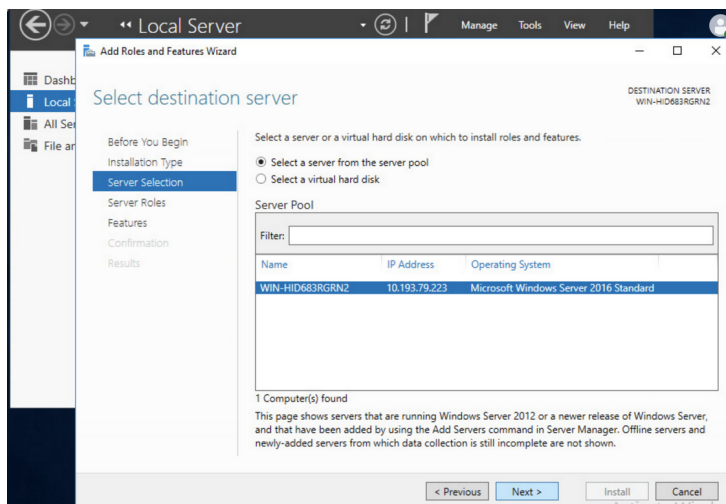 Local Server
Manage Tools View Help
Add Roles and Features Wizard
Dashb
Local
All Ser
File an
Select destination server
DESTINATION SERVER
WIN-HID683RGRN2
Before You Begin
Installation Type
Server Selection
Server Roles
Features
Confirmation
Results
Select a server or a virtual hard disk on which to install roles and features.
Select a server from the server pool
Select a virtual hard disk
Server Pool
Filter:
Name IP Address Operating System
WIN-HID683RGRN2 10.193.79.223 Microsoft Windows Server 2016 Standard
1 Computer(s) found
This page shows servers that are running Windows Server 2012 or a newer release of Windows Server,
and that have been added by using the Add Servers command in Server Manager. Offline servers and
newly-added servers from which data collection is still incomplete are not shown.
< Previous Next > Install Cancel